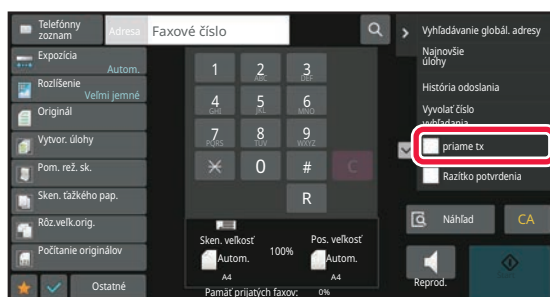 Telefónny
zoznam
Adresa
Faxové číslo
Expozícia
Autom.
Rozlíšenie
Veľmi jemné
Originál
Vytvor. úlohy
Pom. rež. sk.
Sken. ťažkého pap.
Rôz.veľk.orig.
Počítanie originálov
Ostatné
1
2
ABC
3
DEF
4
GHI
5
JKL
6
MNO
7
PQRS
8
TUV
9
WXYZ
0
#
C
R
Sken. veľkosť
Autom.
A4
100%
Pos. veľkosť
Autom.
A4
Pamäť prijatých faxov: 0%
Vyhľadávanie globál. adresy
Najnovšie
úlohy
História odoslania
Vyvolať číslo
vyhľadania
priame tx
Razítko potvrdenia
Náhľad
CA
Reprod.